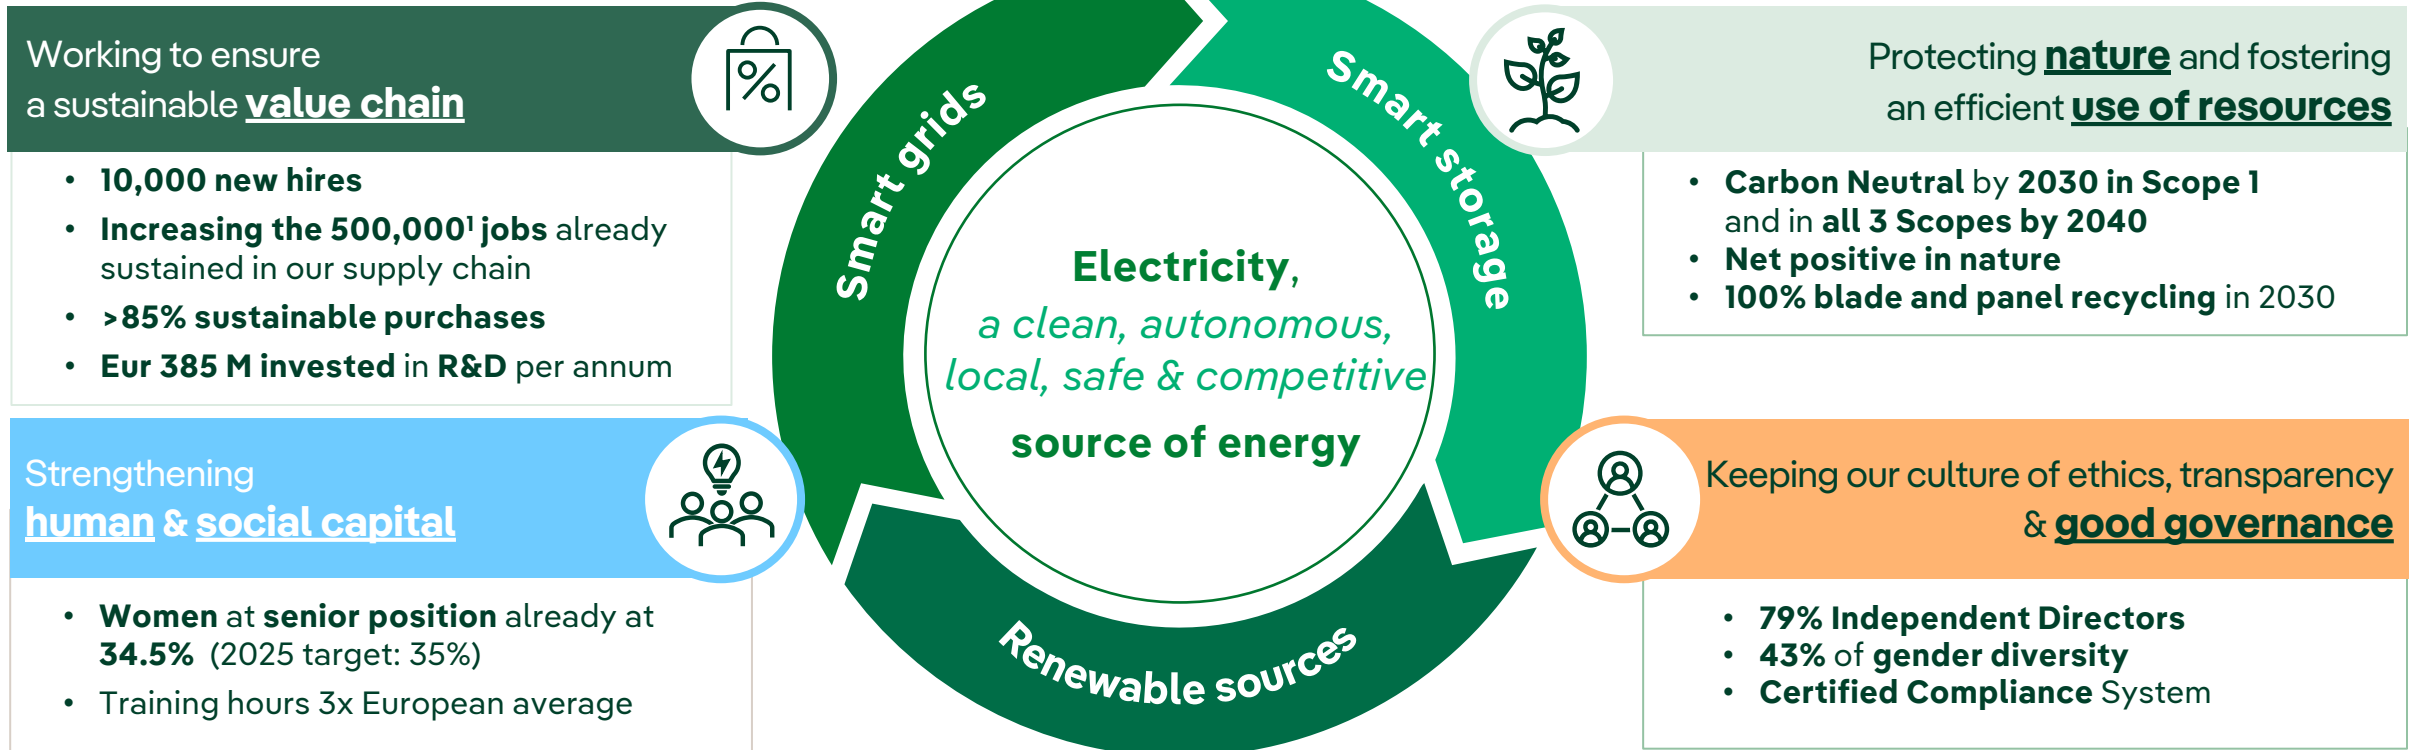 Working to ensure
a sustainable value chain
• 10,000 new hires
• Increasing the 500,000¹ jobs already
sustained in our supply chain
• >85% sustainable purchases
• Eur 385 M invested in R&D per annum
Strengthening
human & social capital
• Women at senior position already at
34.5% (2025 target: 35%)
• Training hours 3x European average
Smart grids
Smart storage
Renewable sources
Electricity,
a clean, autonomous,
local, safe & competitive
source of energy
%
Protecting nature and fostering
an efficient use of resources
• Carbon Neutral by 2030 in Scope 1
and in all 3 Scopes by 2040
• Net positive in nature
• 100% blade and panel recycling in 2030
Keeping our culture of ethics, transparency
& good governance
• 79% Independent Directors
• 43% of gender diversity
• Certified Compliance System